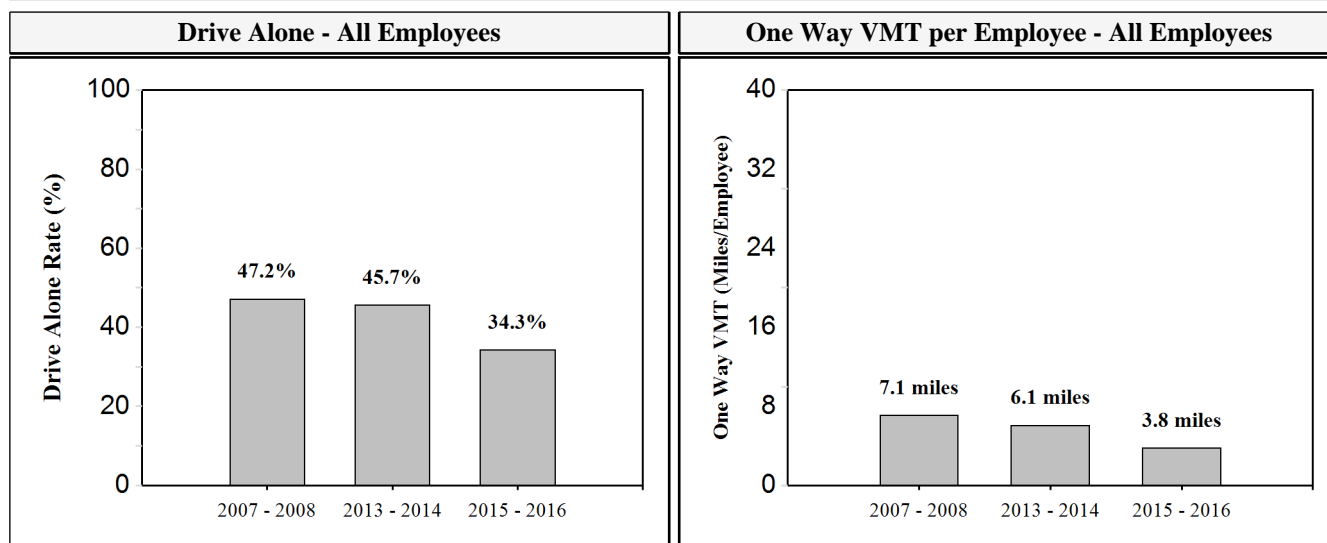 Drive Alone - All Employees
One Way VMT per Employee - All Employees
Drive Alone Rate (%)
100
80
60
40
20
0
47.2%
45.7%
34.3%
2007 - 2008
2013 - 2014
2015 - 2016
One Way VMT (Miles/Employee)
40
32
24
16
8
0
7.1 miles
6.1 miles
3.8 miles
2007 - 2008
2013 - 2014
2015 - 2016